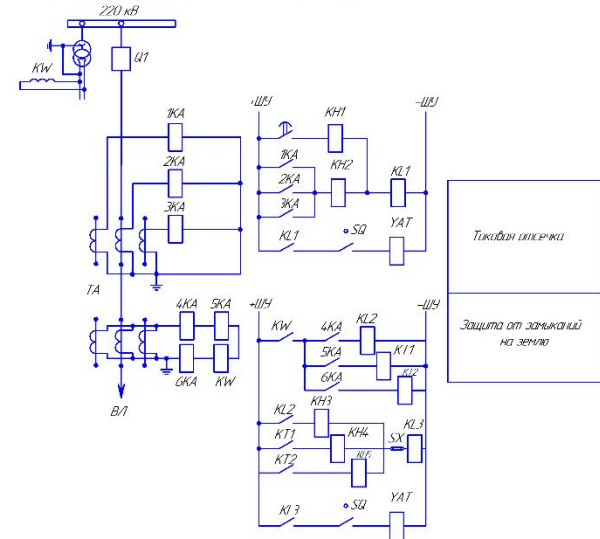 220 кВ
Q1
KW
1KA
2KA
3KA
TA
4KA 5KA
6KA KW
ВЛ
+ШУ −ШУ
KH1
1KA
KH2
2KA
KL1
3KA
KL1 SQ YAT
+ШУ −ШУ
KW 4KA KL2
5KA KT1
6KA KT2
KH3
KL2
KT1 KH4 SX KL3
KT2 KH5
KL3 SQ YAT
Токовая отсечка
Защита от замыканий
на землю